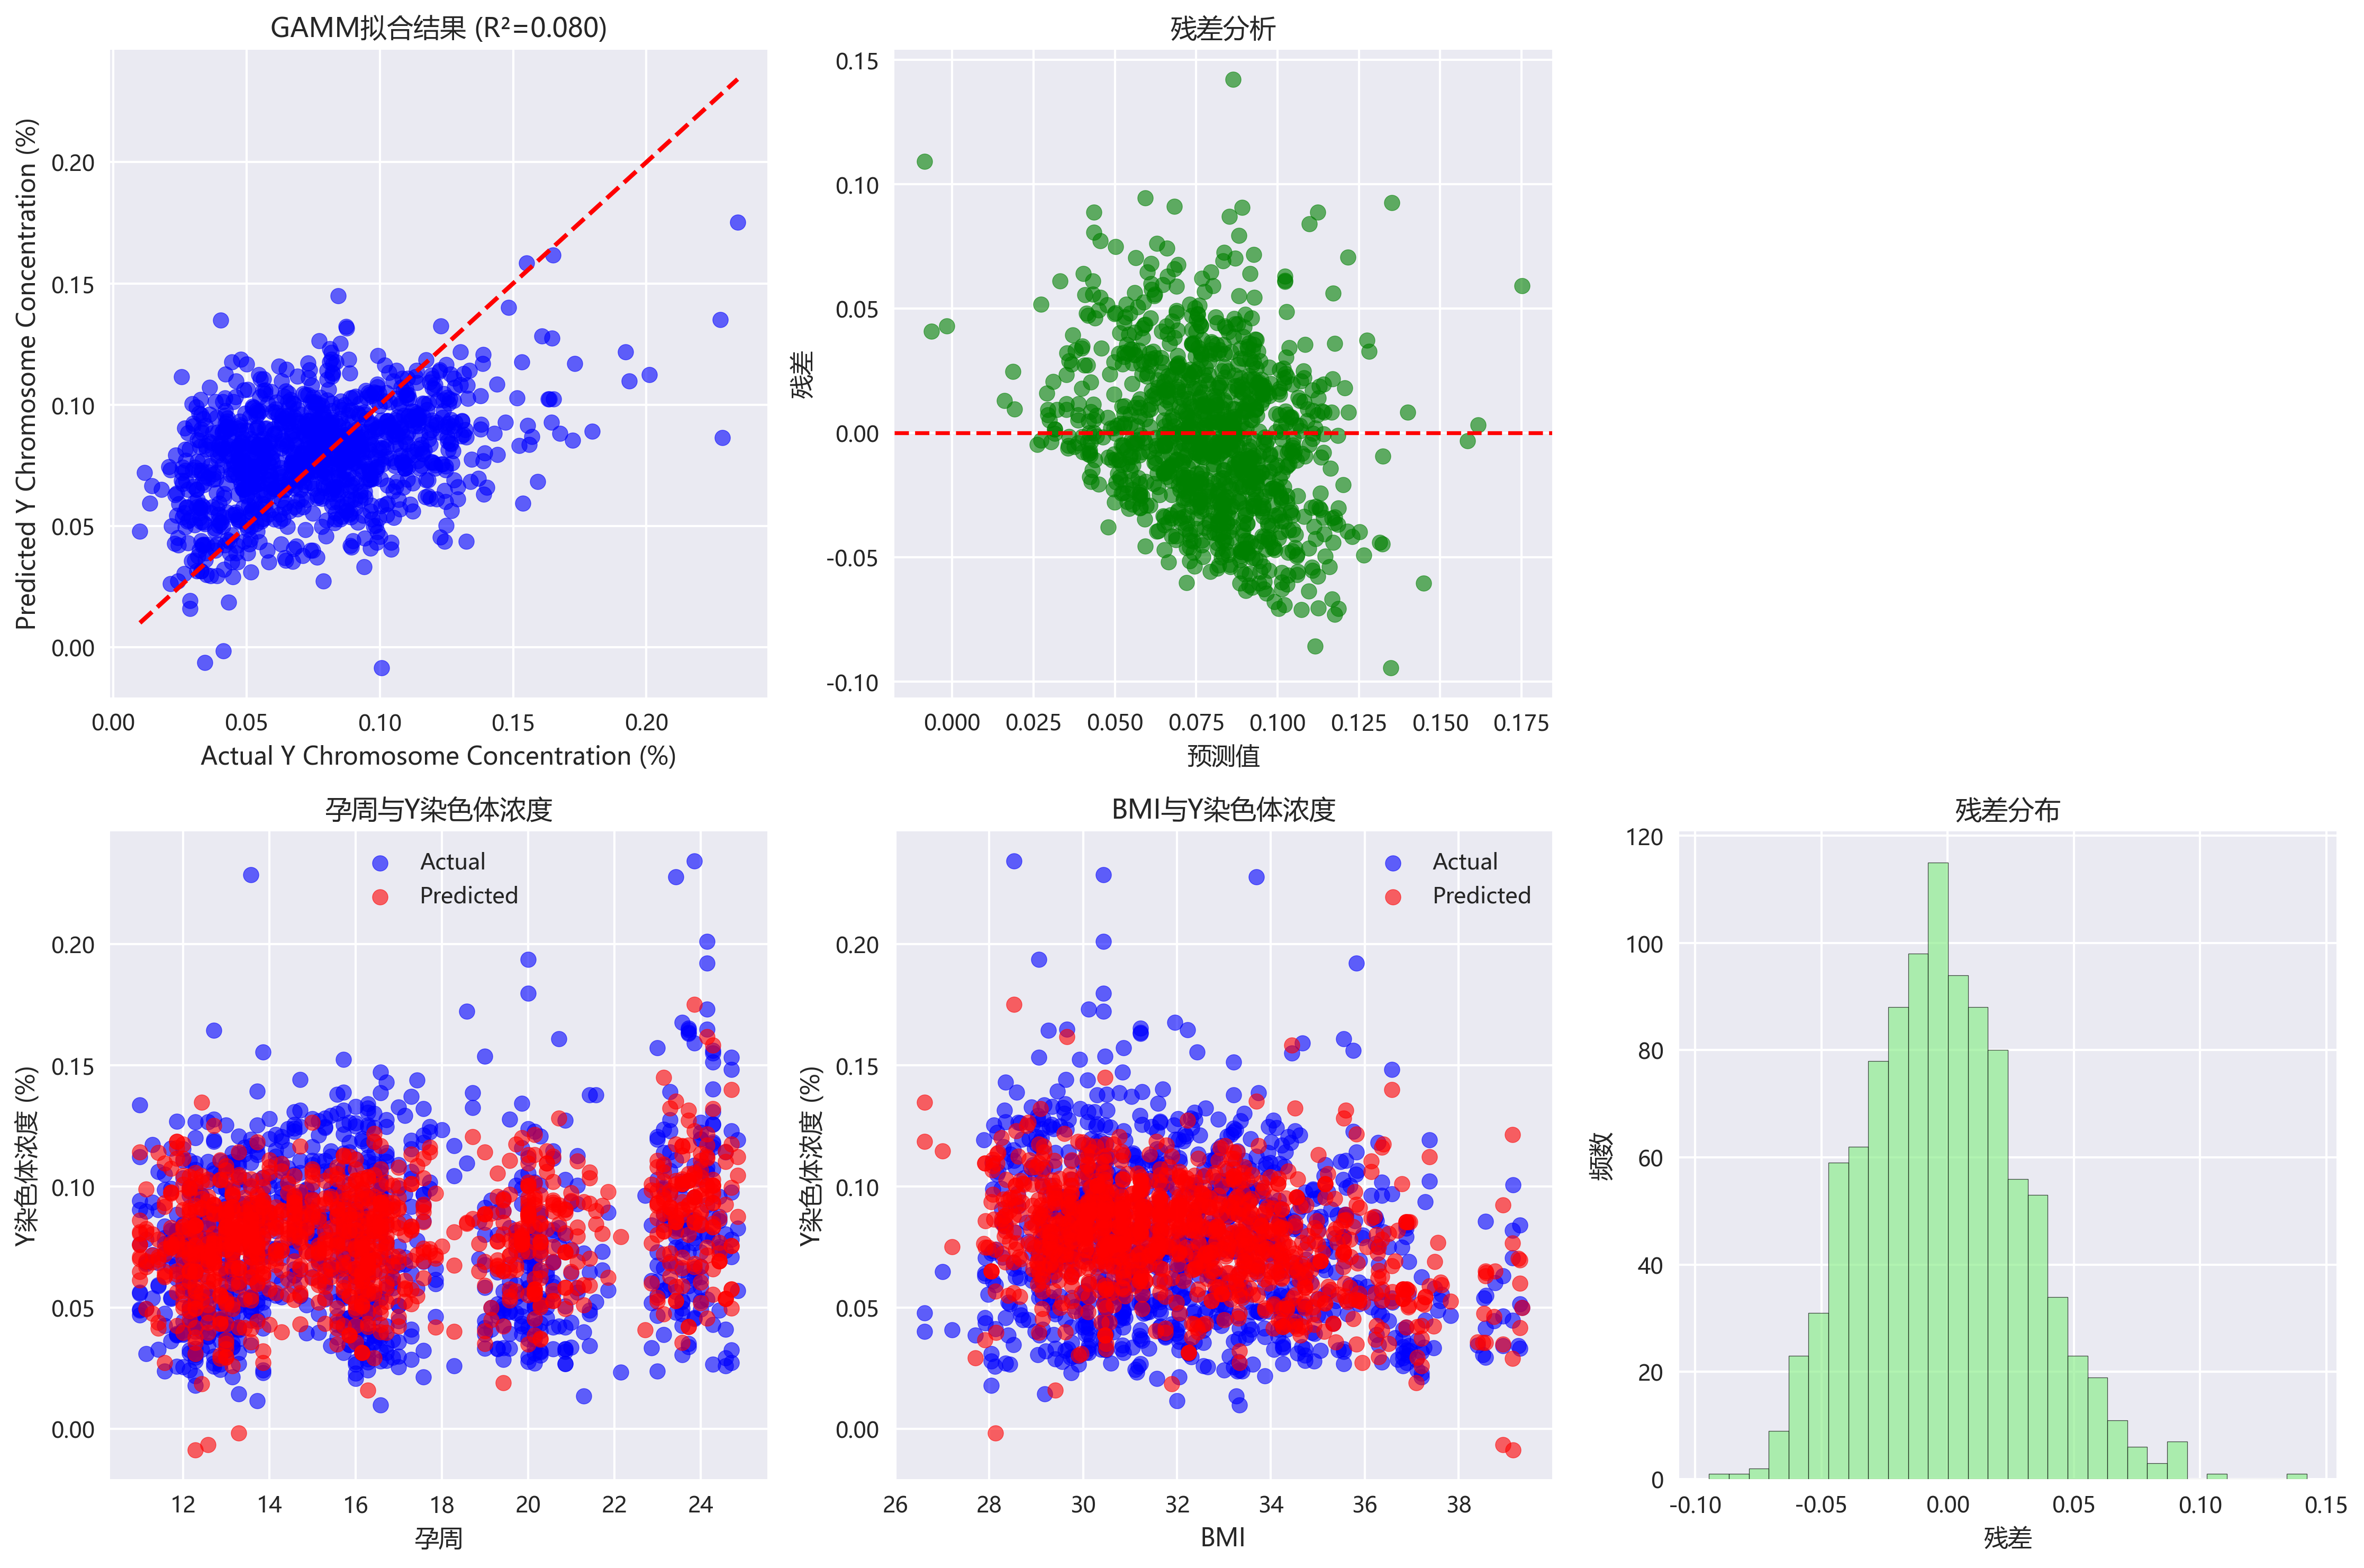 GAMM拟合结果 (R²=0.080)
Predicted Y Chromosome Concentration (%)
0.20
0.15
0.10
0.05
0.00
0.00 0.05 0.10 0.15 0.20
Actual Y Chromosome Concentration (%)
残差分析
残差
0.15
0.10
0.05
0.00
-0.05
-0.10
0.000 0.025 0.050 0.075 0.100 0.125 0.150 0.175
预测值
孕周与Y染色体浓度
Actual
Predicted
Y染色体浓度 (%)
0.20
0.15
0.10
0.05
0.00
12 14 16 18 20 22 24
孕周
BMI与Y染色体浓度
Actual
Predicted
Y染色体浓度 (%)
0.20
0.15
0.10
0.05
0.00
26 28 30 32 34 36 38
BMI
残差分布
频数
120
100
80
60
40
20
0
-0.10 -0.05 0.00 0.05 0.10 0.15
残差